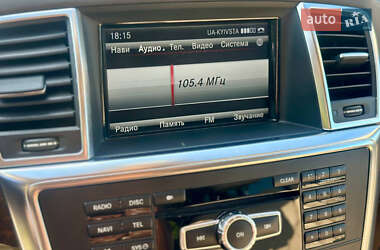 auto RIA
18:15 UA-KYIVSTA
Нави Аудио. Тел. Видео Система
105.4 МГц
Радио Память FM Звучание
RADIO DISC
NAVI TEL
SYS
CLEAR